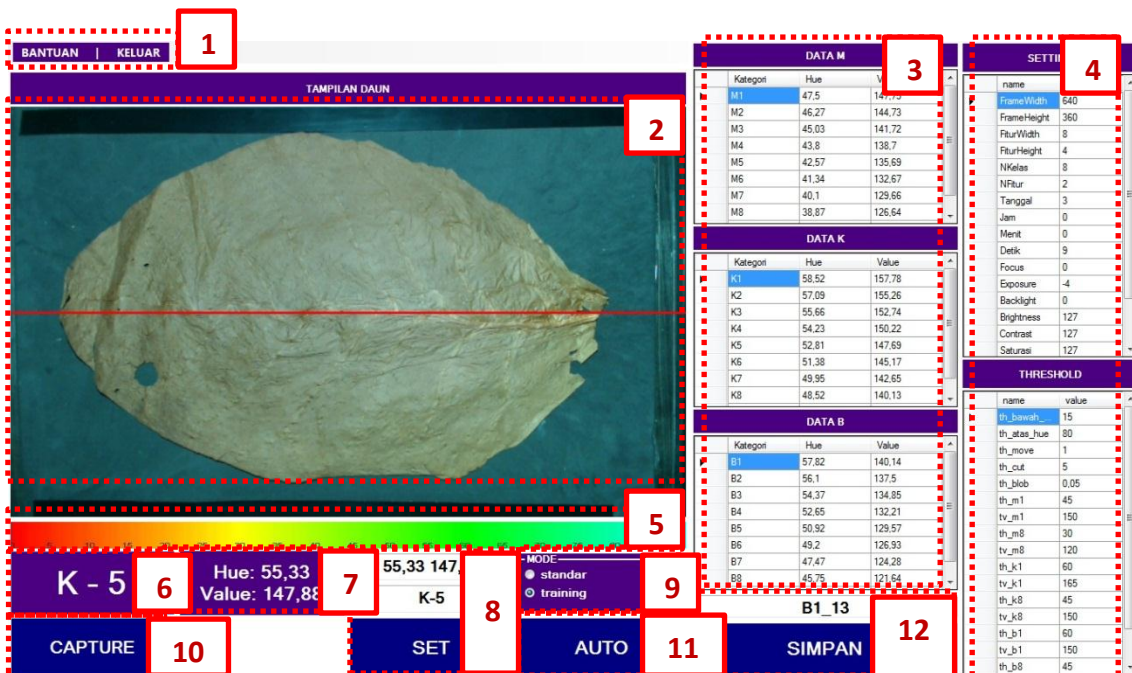 BANTUAN | KELUAR
1
TAMPILAN DAUN
2
DATA M
3
Kategori Hue
M1 47,5 147,73
M2 46,27 144,73
M3 45,03 141,72
M4 43,8 138,7
M5 42,57 135,69
M6 41,34 132,67
M7 40,1 129,66
M8 38,87 126,64
DATA K
Kategori Hue Value
K1 58,52 157,78
K2 57,09 155,26
K3 55,66 152,74
K4 54,23 150,22
K5 52,81 147,69
K6 51,38 145,17
K7 49,95 142,65
K8 48,52 140,13
DATA B
Kategori Hue Value
B1 57,82 140,14
B2 56,1 137,5
B3 54,37 134,85
B4 52,65 132,21
B5 50,92 129,57
B6 49,2 126,93
B7 47,47 124,28
B8 45,75 121,64
SETTI
4
name
FrameWidth 640
FrameHeight 360
FiturWidth 8
FiturHeight 4
NKelas 8
NFitur 2
Tanggal 3
Jam 0
Menit 0
Detik 9
Focus 0
Exposure -4
Backlight 0
Brightness 127
Contrast 127
Saturasi 127
THRESHOLD
name value
th_bawah_... 15
th_atas_hue 80
th_move 1
th_cut 5
th_blob 0,05
th_m1 45
tv_m1 150
th_m8 30
tv_m8 120
th_k1 60
tv_k1 165
th_k8 45
tv_k8 150
th_b1 60
tv_b1 150
th_b8 45
5
K - 5
6
Hue: 55,33
Value: 147,88
7
55,33 147,
K-5
8
MODE
standar
training
9
B1_13
CAPTURE
10
SET
AUTO
11
SIMPAN
12